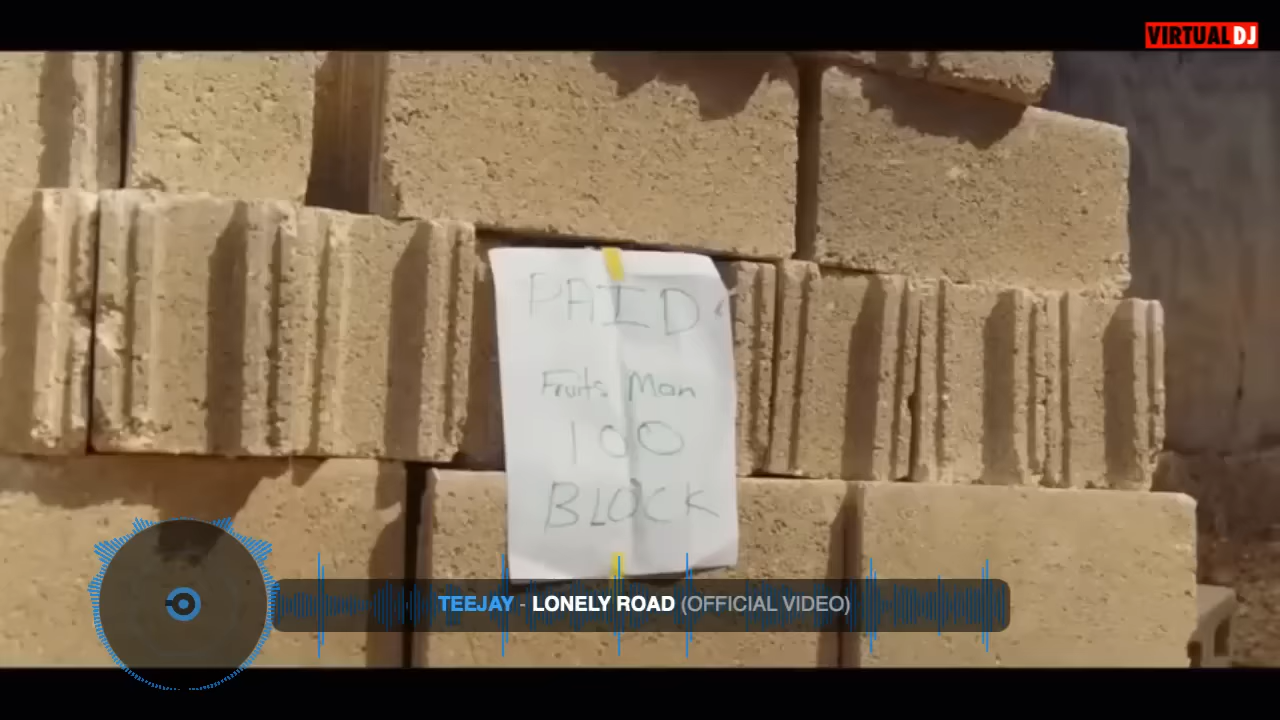 VIRTUALDJ
PAID
Fruits Man
100
BLOCK
TEEJAY - LONELY ROAD (OFFICIAL VIDEO)